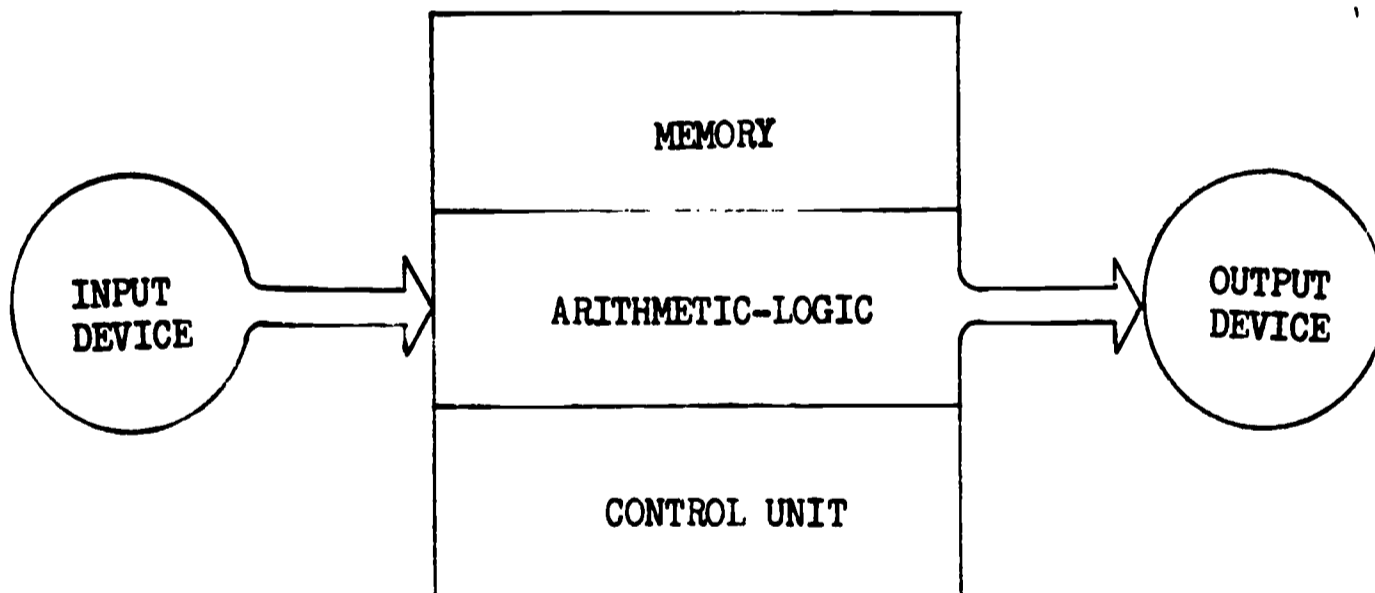 MEMORY
INPUT
DEVICE
ARITHMETIC-LOGIC
OUTPUT
DEVICE
CONTROL UNIT